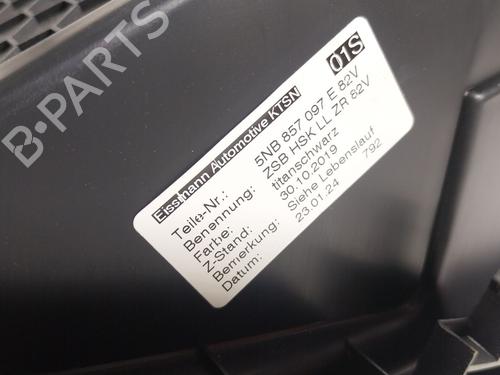 Eissmann Automotive KTSN
01S
Teile-Nr.: 5NB 857 097 E 82V
Benennung: ZSB HSK LL ZR 82V
Farbe: titanschwarz
Z-Stand: 30.10.2019
Bemerkung: Siehe Lebenslauf
Datum: 23.01.24 792
B-PARTS